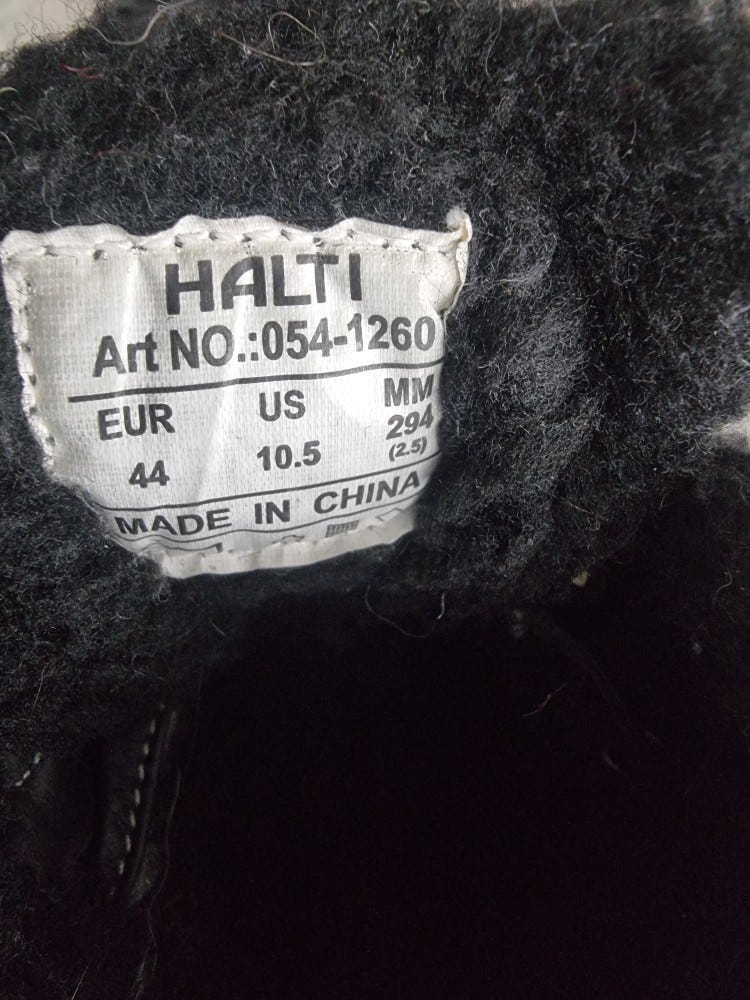 HALTI
Art NO.:054-1260
EUR US MM
44 10.5 294
(2.5)
MADE IN CHINA